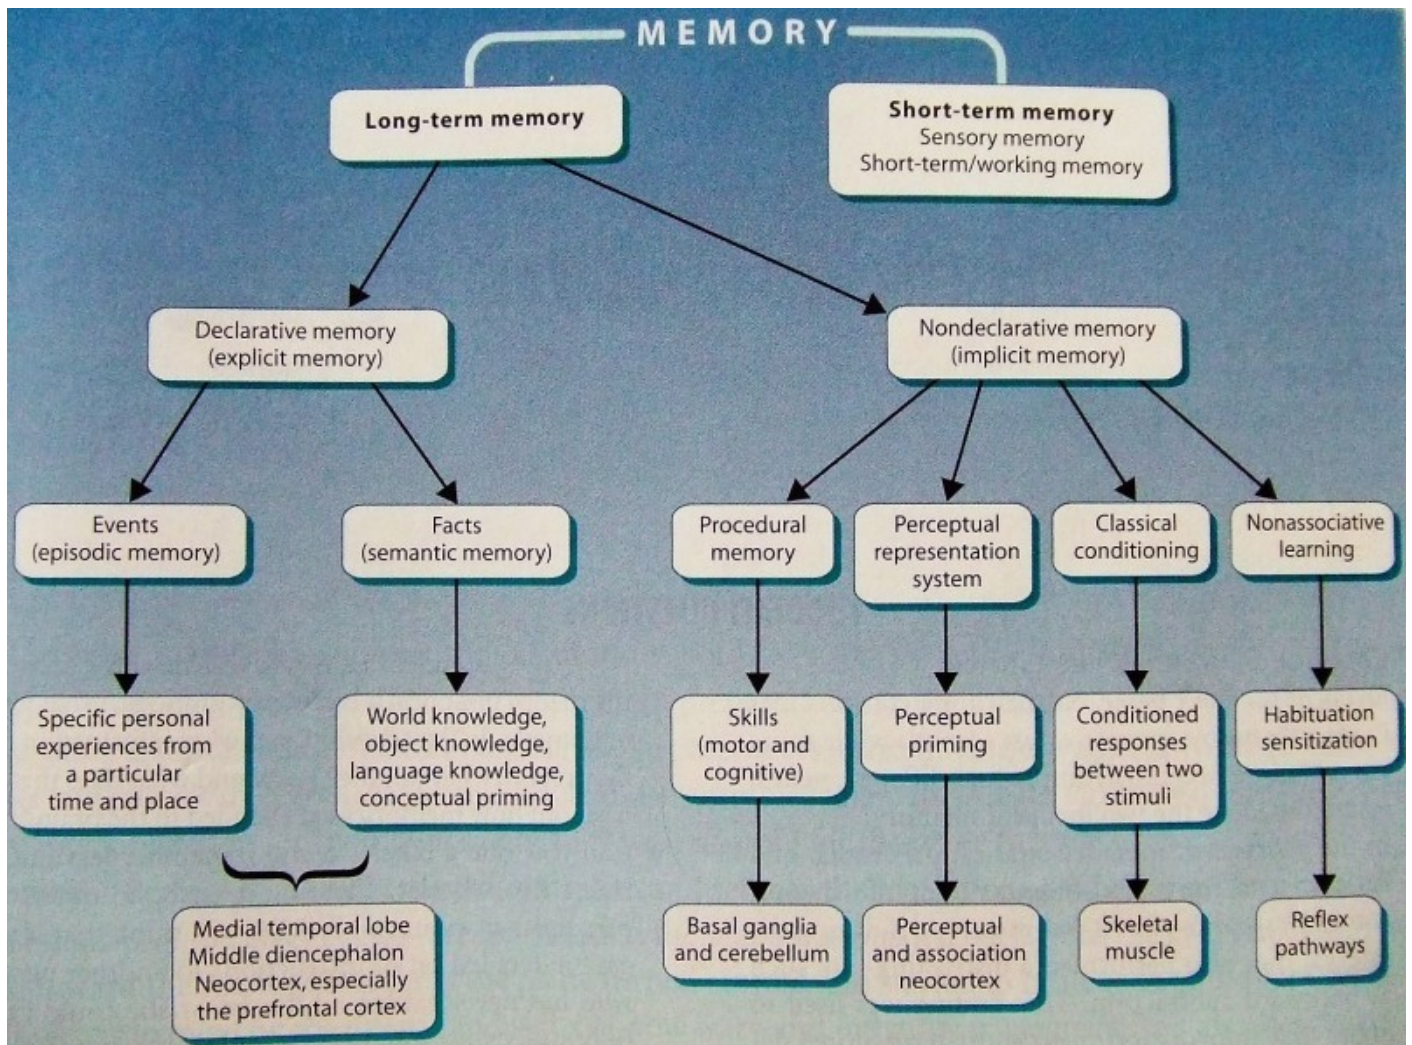 MEMORY
Long-term memory
Short-term memory
Sensory memory
Short-term/working memory
Declarative memory
(explicit memory)
Nondeclarative memory
(implicit memory)
Events
(episodic memory)
Facts
(semantic memory)
Procedural
memory
Perceptual
representation
system
Classical
conditioning
Nonassociative
learning
Specific personal
experiences from
a particular
time and place
World knowledge,
object knowledge,
language knowledge,
conceptual priming
Skills
(motor and
cognitive)
Perceptual
priming
Conditioned
responses
between two
stimuli
Habituation
sensitization
Medial temporal lobe
Middle diencephalon
Neocortex, especially
the prefrontal cortex
Basal ganglia
and cerebellum
Perceptual
and association
neocortex
Skeletal
muscle
Reflex
pathways